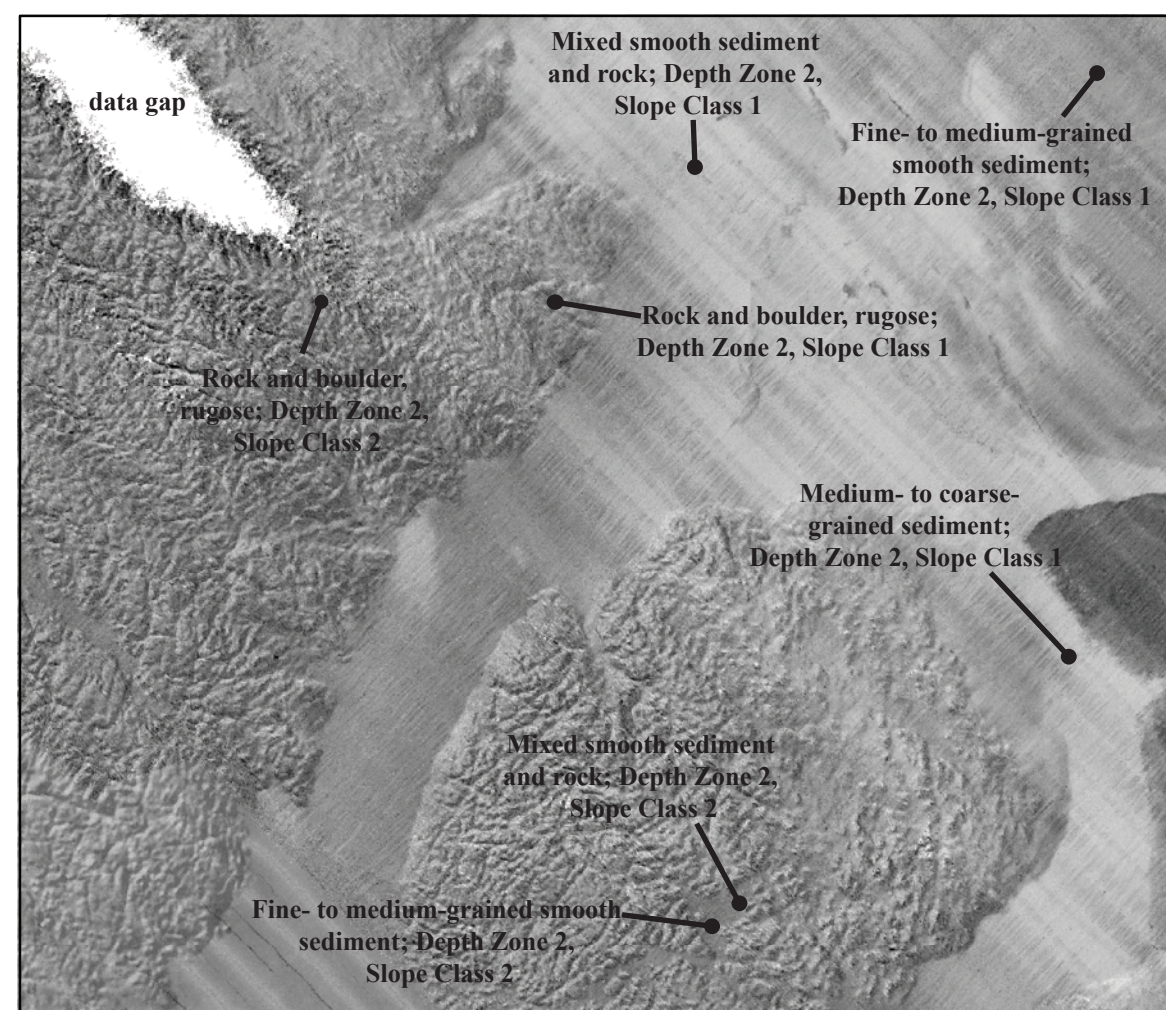 Mixed smooth sediment
and rock; Depth Zone 2,
Slope Class 1
data gap
Fine- to medium-grained
smooth sediment;
Depth Zone 2, Slope Class 1
Rock and boulder, rugose;
Depth Zone 2, Slope Class 1
Rock and boulder,
rugose; Depth Zone 2,
Slope Class 2
Medium- to coarse-
grained sediment;
Depth Zone 2, Slope Class 1
Mixed smooth sediment
and rock; Depth Zone 2,
Slope Class 2
Fine- to medium-grained smooth
sediment; Depth Zone 2,
Slope Class 2